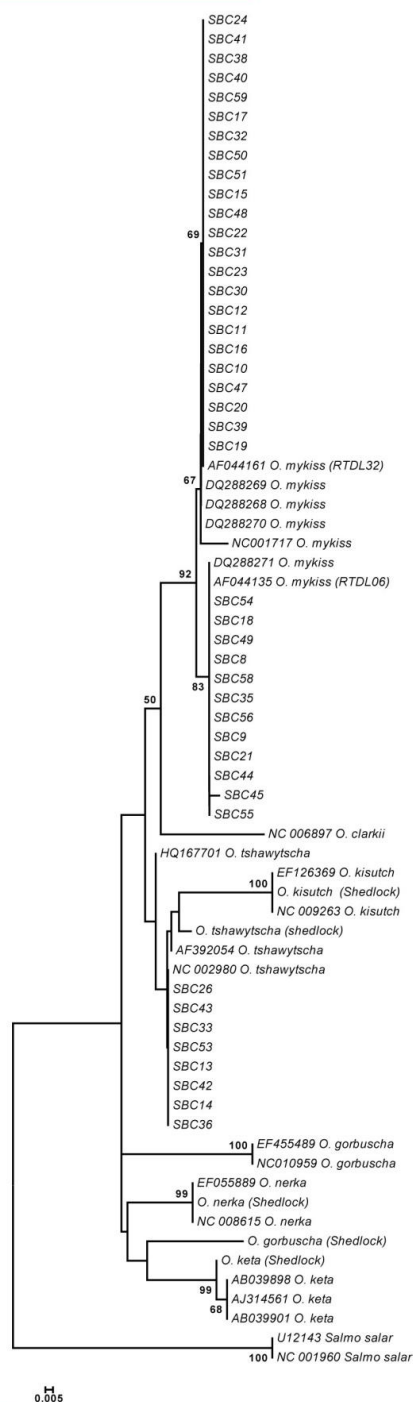 SBC24
SBC41
SBC38
SBC40
SBC59
SBC17
SBC32
SBC50
SBC51
SBC15
SBC48
SBC22
69
SBC31
SBC23
SBC30
SBC12
SBC11
SBC16
SBC10
SBC47
SBC20
SBC39
SBC19
AF044161 O. mykiss (RTDL32)
67
DQ288269 O. mykiss
DQ288268 O. mykiss
DQ288270 O. mykiss
NC001717 O. mykiss
DQ288271 O. mykiss
92
AF044135 O. mykiss (RTDL06)
SBC54
SBC18
SBC49
SBC8
SBC58
83
SBC35
SBC56
50
SBC9
SBC21
SBC44
SBC45
SBC55
NC 006897 O. clarkii
HQ167701 O. tshawytscha
EF126369 O. kisutch
100
O. kisutch (Shedlock)
NC 009263 O. kisutch
O. tshawytscha (shedlock)
AF392054 O. tshawytscha
NC 002980 O. tshawytscha
SBC26
SBC43
SBC33
SBC53
SBC13
SBC42
SBC14
SBC36
100
EF455489 O. gorbuscha
NC010959 O. gorbuscha
EF055889 O. nerka
99
O. nerka (Shedlock)
NC 008615 O. nerka
O. gorbuscha (Shedlock)
O. keta (Shedlock)
99
AB039898 O. keta
AJ314561 O. keta
68
AB039901 O. keta
U12143 Salmo salar
100
NC 001960 Salmo salar
0.005